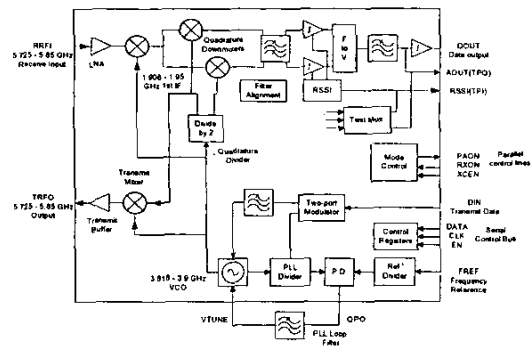 RRFI
5.725 - 5.85 GHz
Receive Input
LNA
Quadrature
Downmixers
1.908 - 1.95
GHz 1st IF
Filter
Alignment
F
to
V
RSSI
Test Mux
DOUT
Data output
AOUT(TPQ)
RSSI(TPI)
Divide
by 2
Quadrature
Divider
Mode
Control
PAON
RXON
XCEN
Parallel
control lines
TRFO
5.725 - 5.85 GHz
Output
Transmit
Mixer
Transmit
Buffer
Two-port
Modulator
DIN
Transmit Data
Control
Registers
DATA
CLK
EN
Serial
Control Bus
3.818 - 3.9 GHz
VCO
PLL
Divider
P.D.
Ref
Divider
FREF
Frequency
Reference
VTUNE
QPO
PLL Loop
Filter